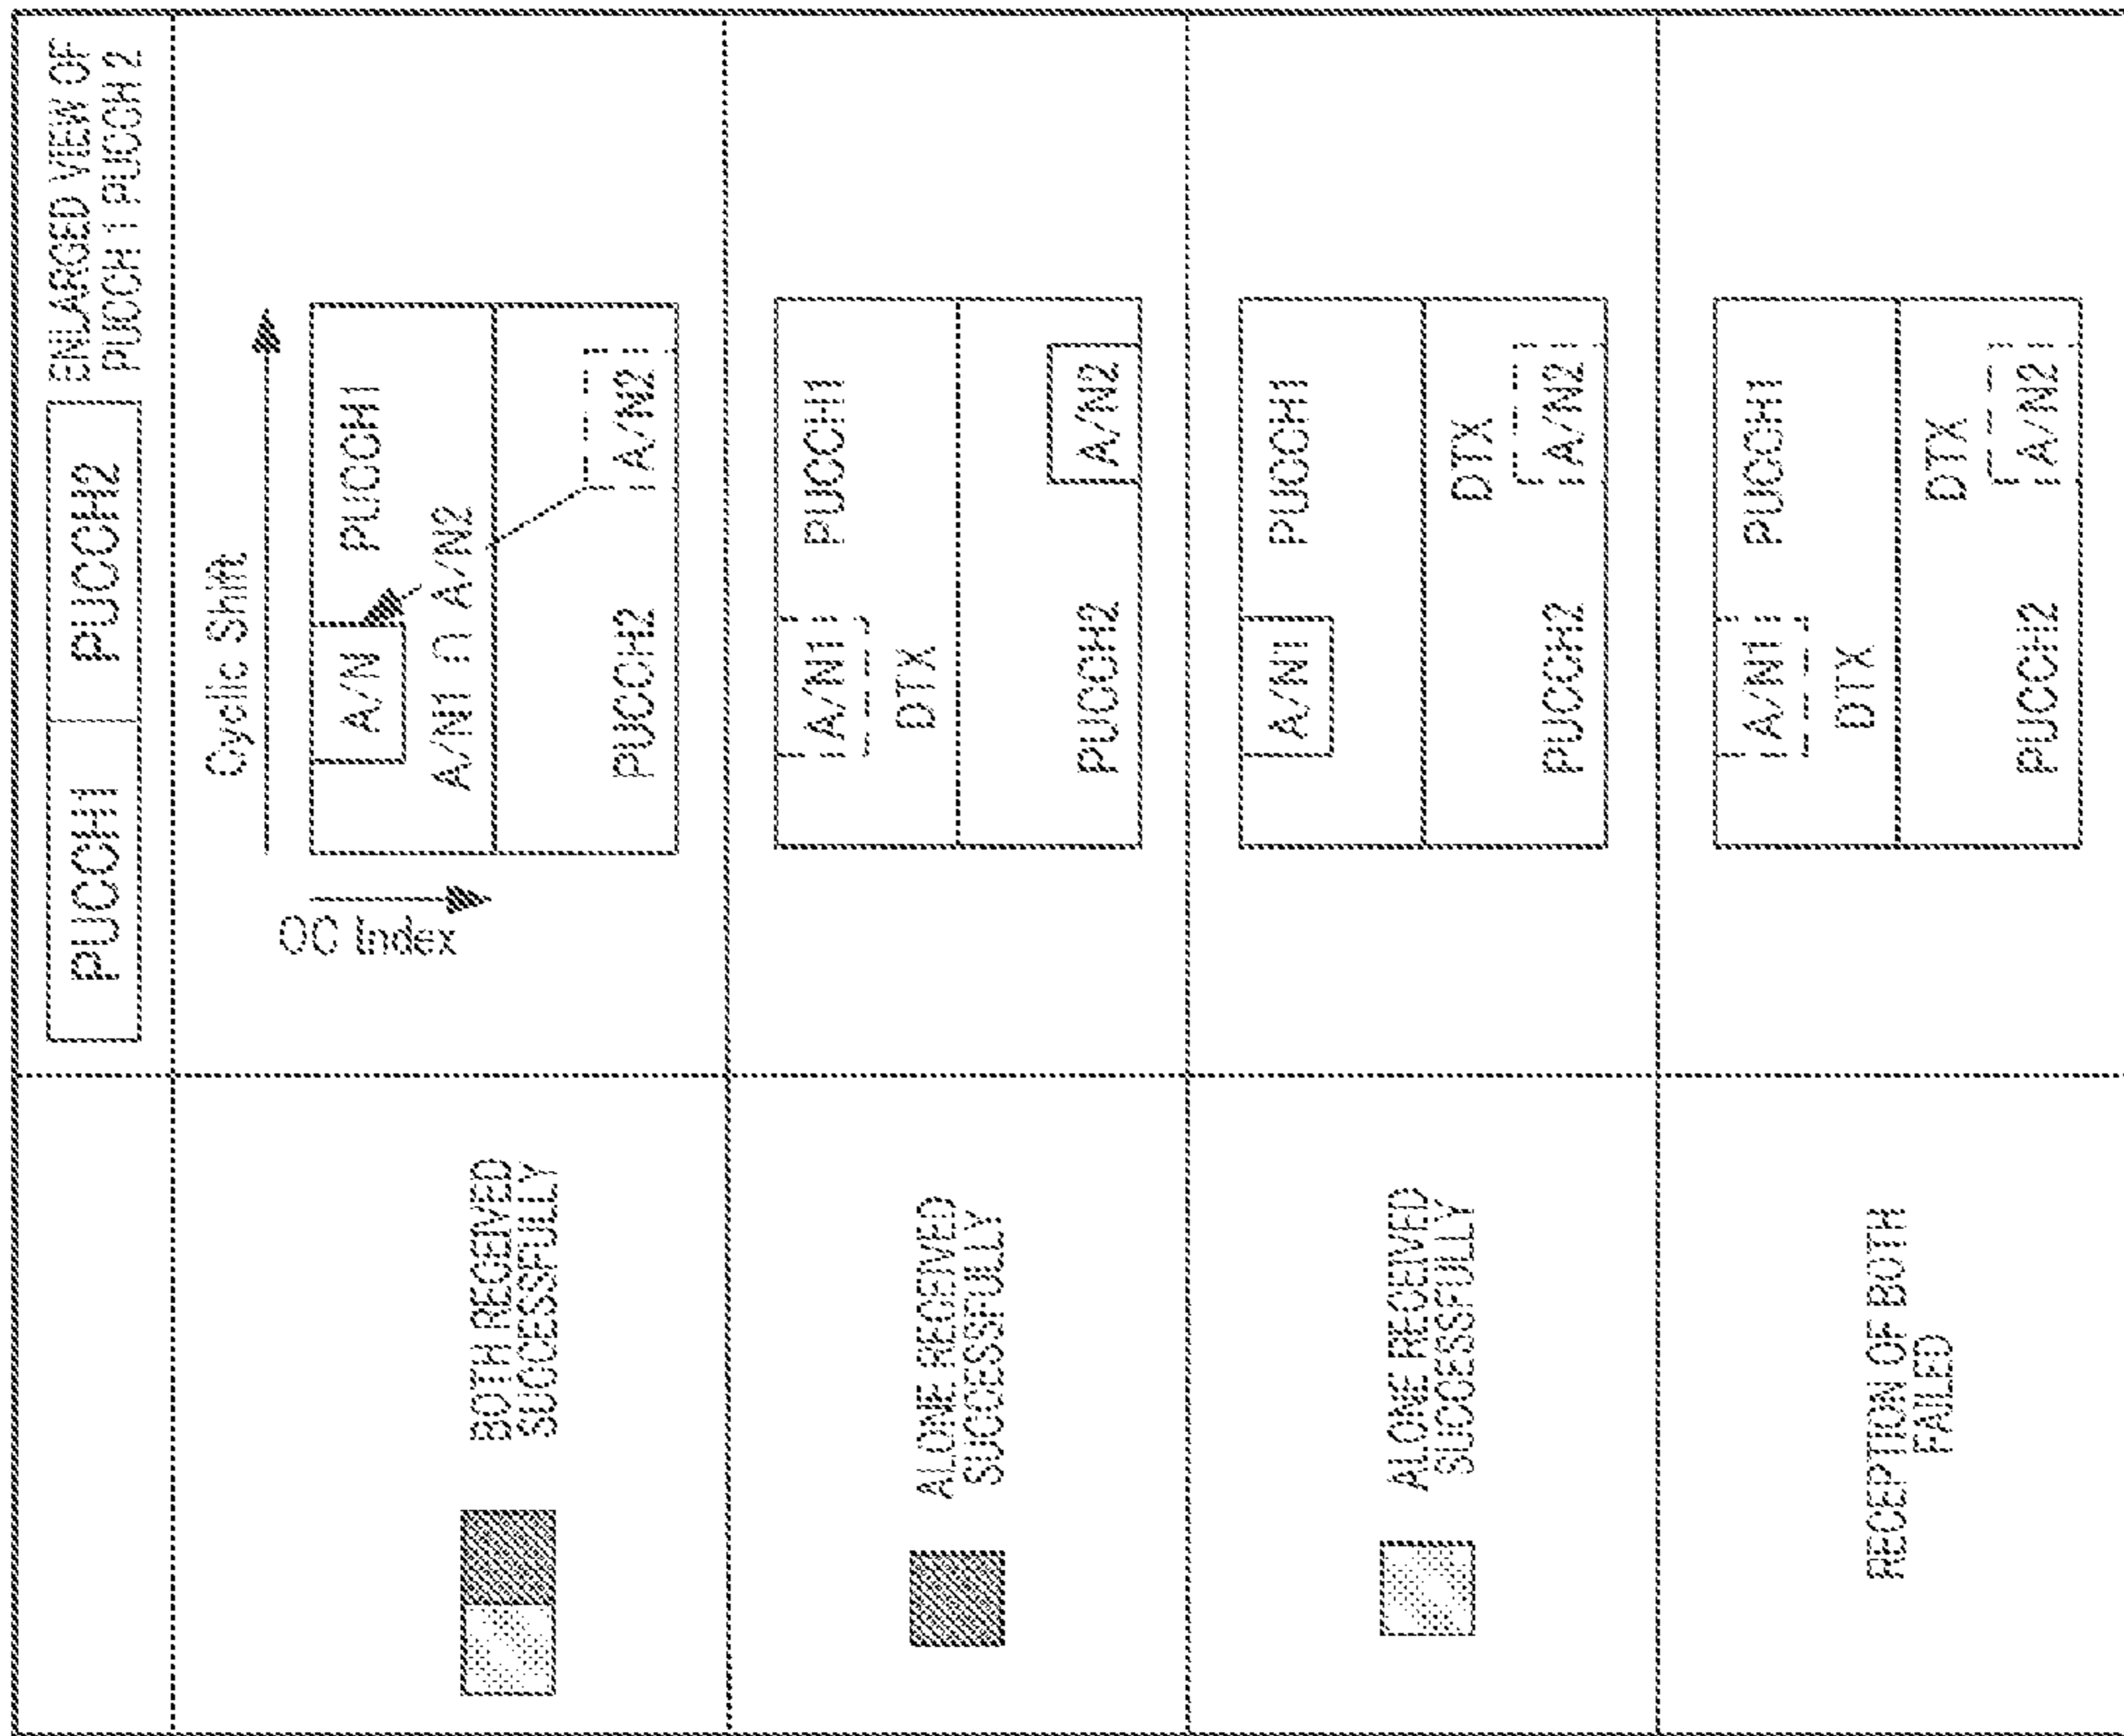 PUCCH1 PUCCH2 ENLARGED VIEW OF
PUCCH 1 PUCCH 2
BOTH RECEIVED
SUCCESSFULLY
Cyclic Shift
OC Index
A/N
PUCCH1
A/N1 ∩ A/N2
PUCCH2
A/N2
ALONE RECEIVED
SUCCESSFULLY
A/N1
PUCCH1
DTX
PUCCH2
A/N2
ALONE RECEIVED
SUCCESSFULLY
A/N1
PUCCH1
DTX
PUCCH2
A/N2
RECEPTION OF BOTH
FAILED
A/N1
PUCCH1
DTX
DTX
PUCCH2
A/N2